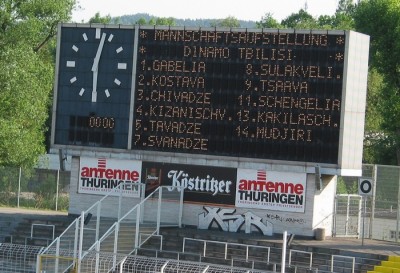 * MANNSCHAFTSAUFSTELLUNG *
* DINAMO TBILISI *
1.GABELIA 8.SULAKVELI.
2.KOSTAVA 9.TSAAVA
3.CHIVADZE 11.SCHENGELIA
4.KIZANISCHV. 13.KAKILASCH.
5.TAVADZE 14.MUDJIRI
7.SVANADZE
00:00
ANTENNE THÜRINGEN
Köstritzer
ANTENNE THÜRINGEN
O